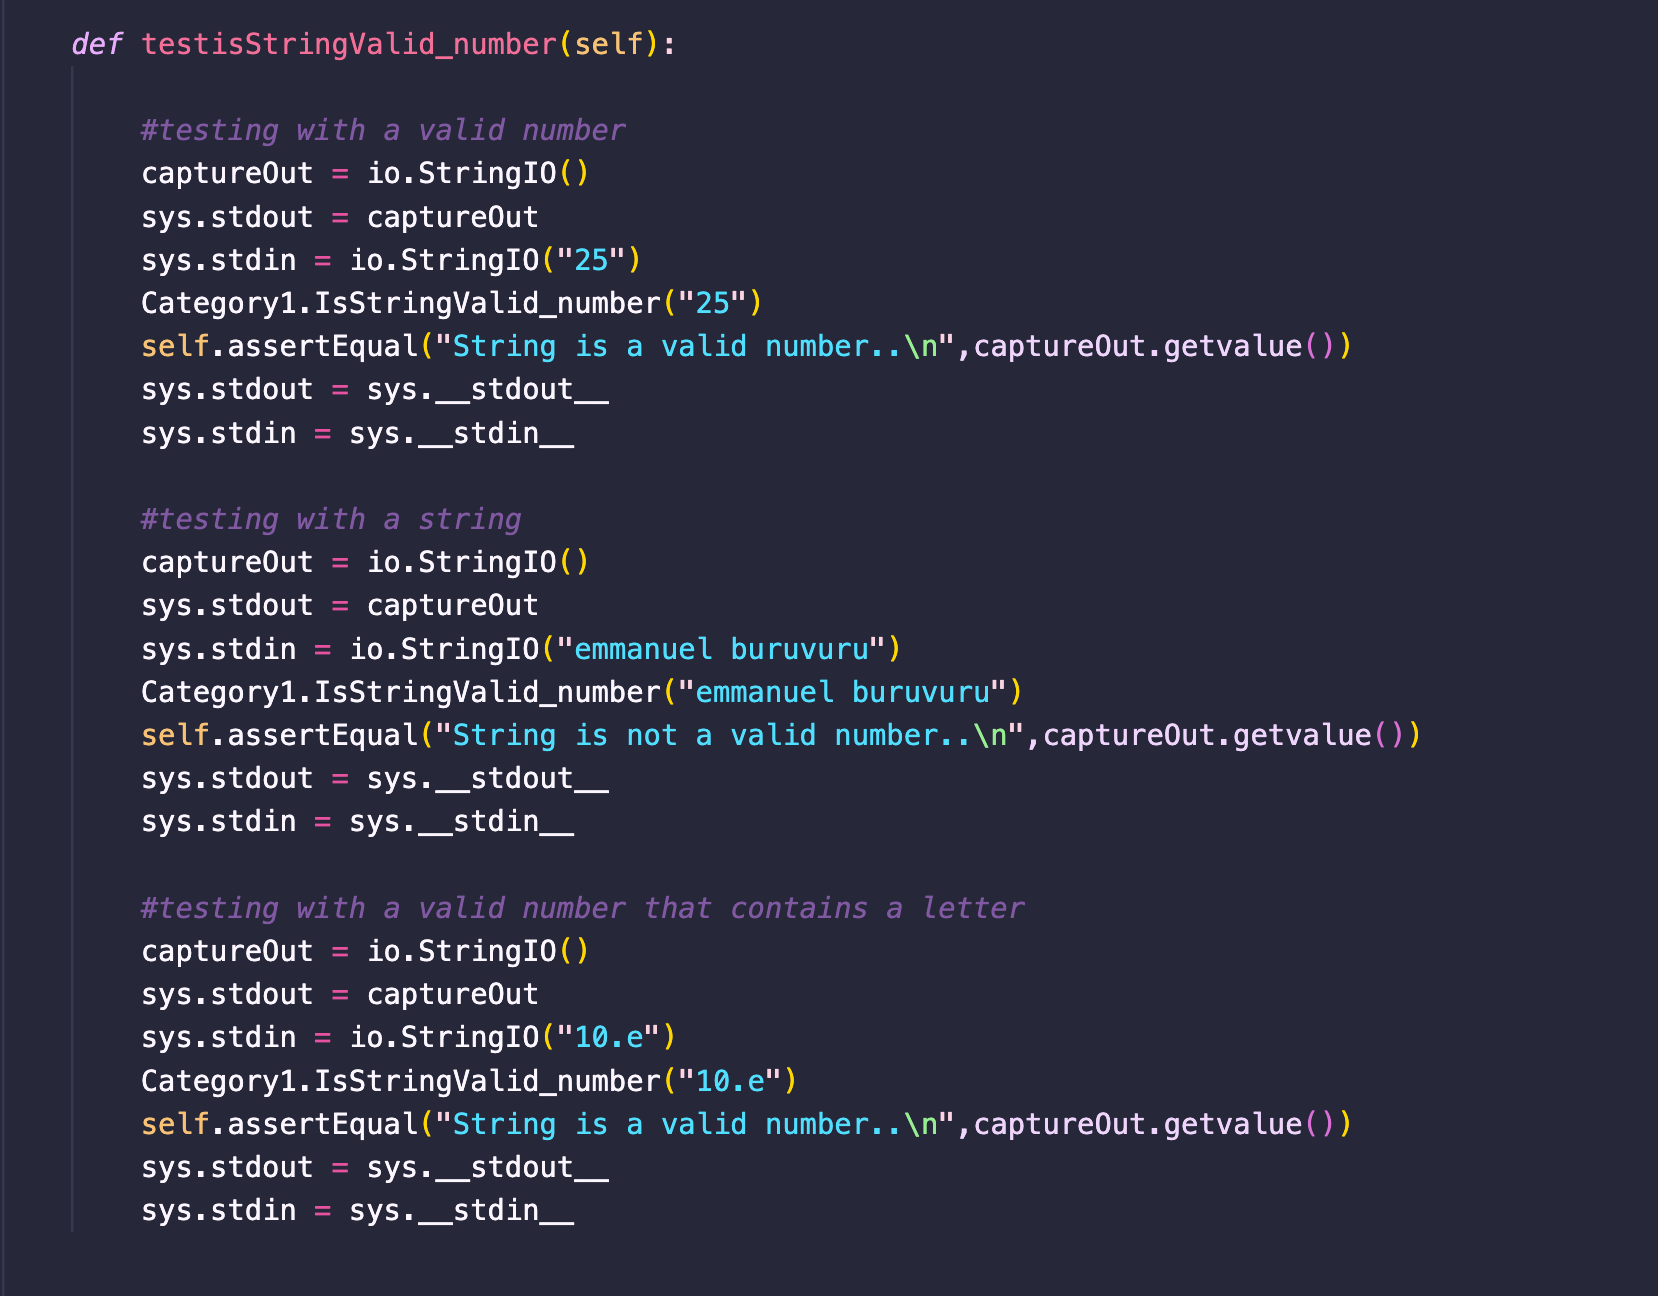 def testisStringValid_number(self):
#testing with a valid number
captureOut = io.StringIO()
sys.stdout = captureOut
sys.stdin = io.StringIO("25")
Category1.IsStringValid_number("25")
self.assertEqual("String is a valid number..\n",captureOut.getvalue())
sys.stdout = sys.__stdout__
sys.stdin = sys.__stdin__
#testing with a string
captureOut = io.StringIO()
sys.stdout = captureOut
sys.stdin = io.StringIO("emmanuel buruvuru")
Category1.IsStringValid_number("emmanuel buruvuru")
self.assertEqual("String is not a valid number..\n",captureOut.getvalue())
sys.stdout = sys.__stdout__
sys.stdin = sys.__stdin__
#testing with a valid number that contains a letter
captureOut = io.StringIO()
sys.stdout = captureOut
sys.stdin = io.StringIO("10.e")
Category1.IsStringValid_number("10.e")
self.assertEqual("String is a valid number..\n",captureOut.getvalue())
sys.stdout = sys.__stdout__
sys.stdin = sys.__stdin__